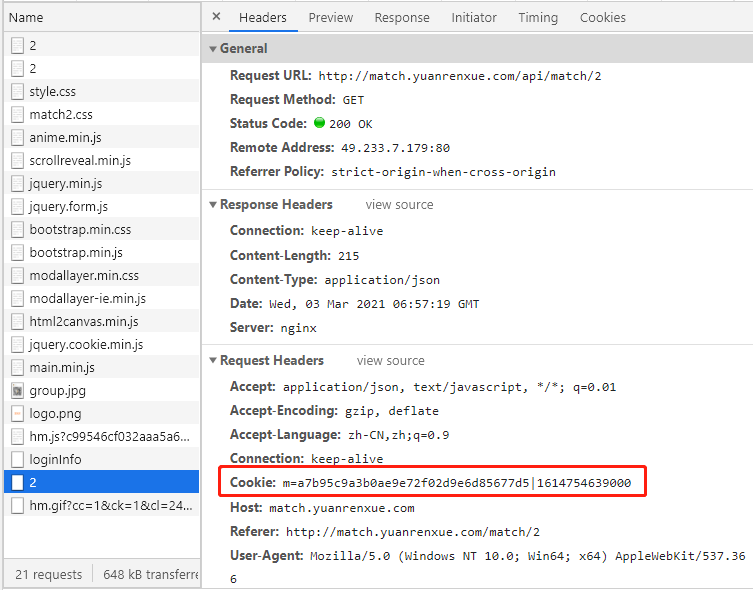 Name
2
2
style.css
match2.css
anime.min.js
scrollreveal.min.js
jquery.min.js
jquery.form.js
bootstrap.min.css
bootstrap.min.js
modallayer.min.css
modallayer-ie.min.js
html2canvas.min.js
jquery.cookie.min.js
main.min.js
group.jpg
logo.png
hm.js?c99546cf032aaa5a6...
loginInfo
2
hm.gif?cc=1&ck=1&cl=24...
21 requests 648 kB transferre
× Headers Preview Response Initiator Timing Cookies
General
Request URL: http://match.yuanrenxue.com/api/match/2
Request Method: GET
Status Code: 200 OK
Remote Address: 49.233.7.179:80
Referrer Policy: strict-origin-when-cross-origin
Response Headers view source
Connection: keep-alive
Content-Length: 215
Content-Type: application/json
Date: Wed, 03 Mar 2021 06:57:19 GMT
Server: nginx
Request Headers view source
Accept: application/json, text/javascript, */*; q=0.01
Accept-Encoding: gzip, deflate
Accept-Language: zh-CN,zh;q=0.9
Connection: keep-alive
Cookie: m=a7b95c9a3b0ae9e72f02d9e6d85677d5|1614754639000
Host: match.yuanrenxue.com
Referer: http://match.yuanrenxue.com/match/2
User-Agent: Mozilla/5.0 (Windows NT 10.0; Win64; x64) AppleWebKit/537.36
6